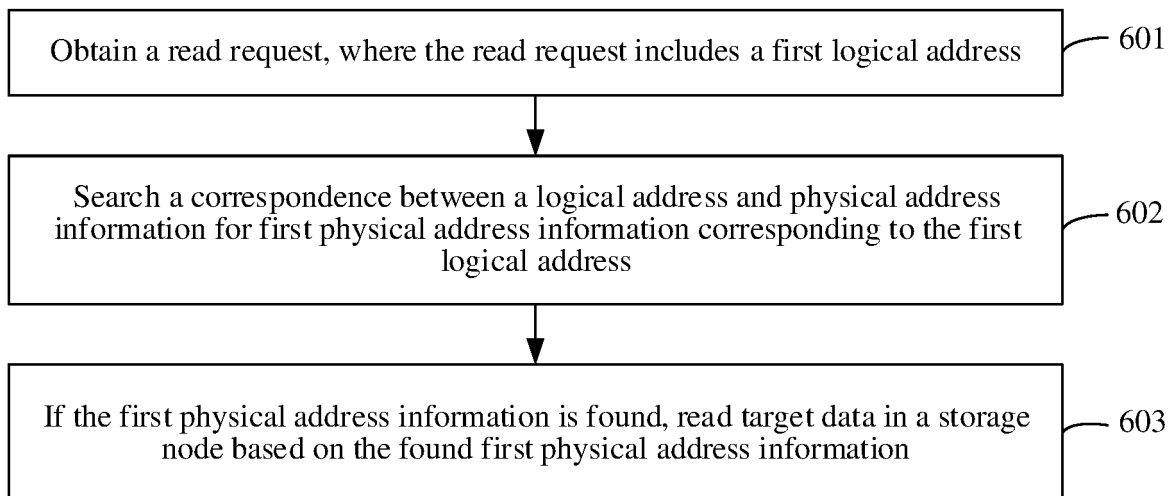 Obtain a read request, where the read request includes a first logical address
601
Search a correspondence between a logical address and physical address
information for first physical address information corresponding to the first
logical address
602
If the first physical address information is found, read target data in a storage
node based on the found first physical address information
603